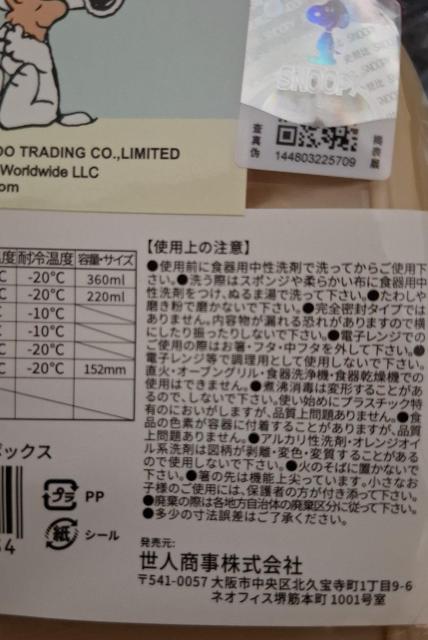 SNOOPY
查真伪
揭表层
144803225709
OO TRADING CO.,LIMITED
Worldwide LLC
om
度 耐冷温度 容量・サイズ
℃ -20℃ 360ml
℃ -20℃ 220ml
-10℃
-10℃
℃ -20℃
℃ -20℃ 152mm
ボックス
プラ PP
紙 シール
4
【使用上の注意】
●使用前に食器用中性洗剤で洗ってからご使用下
さい。●洗う際はスポンジや柔らかい布に食器用中
性洗剤をつけ、ぬるま湯で洗って下さい。●たわしや
磨き粉で磨かないで下さい。●完全密封タイプでは
ありません。内容物が漏れる恐れがありますので横
にしたり振ったりしないで下さい。●電子レンジでの
ご使用の際はお箸・フタ・中フタを外して下さい。●
電子レンジ等で調理用として使用しないで下さい。
直火・オーブングリル・食器洗浄機・食器乾燥機での
使用はできません。●煮沸消毒は変形することがあ
るので、しないで下さい。使い始めにプラスチック特
有のにおいがしますが、品質上問題ありません。●食
品の色素が容器に付着することがありますが、品質
上問題ありません。●アルカリ性洗剤・オレンジオイ
ル系洗剤は図柄が剥離・変色・変質することがある
ので使用しないで下さい。●火のそばに置かないで
下さい。●箸の先は機能上尖っています。小さなお
子様のご使用には、保護者の方が付き添って下さい。
●廃棄の際は各地方自治体の廃棄区分に従って下さい。
●多少の寸法誤差はご了承ください。
発売元:
世人商事株式会社
〒541-0057 大阪市中央区北久宝寺町1丁目9-6
ネオフィス堺筋本町 1001号室